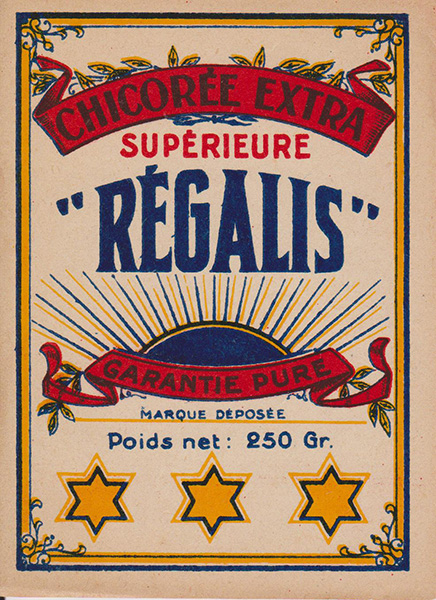 CHICORÉE EXTRA
SUPÉRIEURE
"RÉGALIS"
GARANTIE PURE
MARQUE DÉPOSÉE
Poids net: 250 Gr.